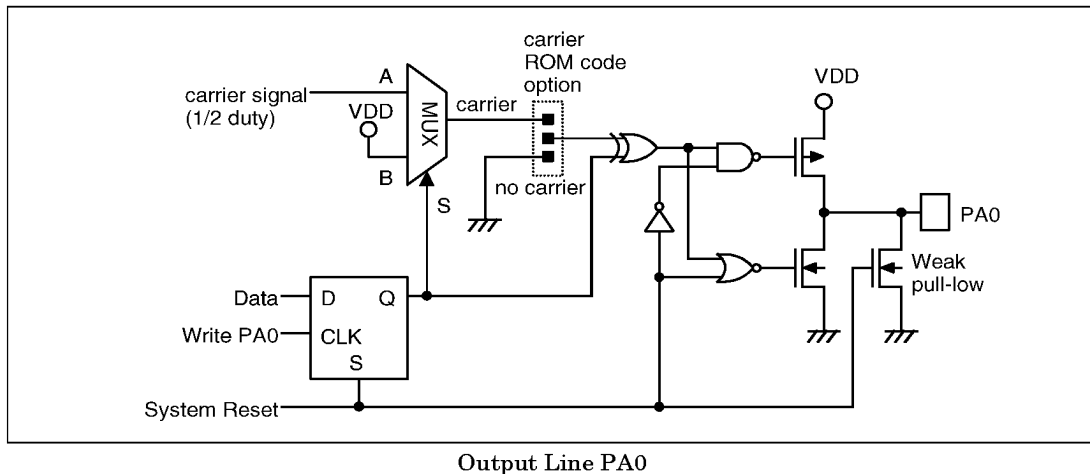 carrier
ROM code
option
VDD
A
carrier signal
(1/2 duty)
VDD
MUX
carrier
B
S
no carrier
PA0
Weak
pull-low
Data
D
Q
Write PA0
CLK
S
System Reset
Output Line PA0